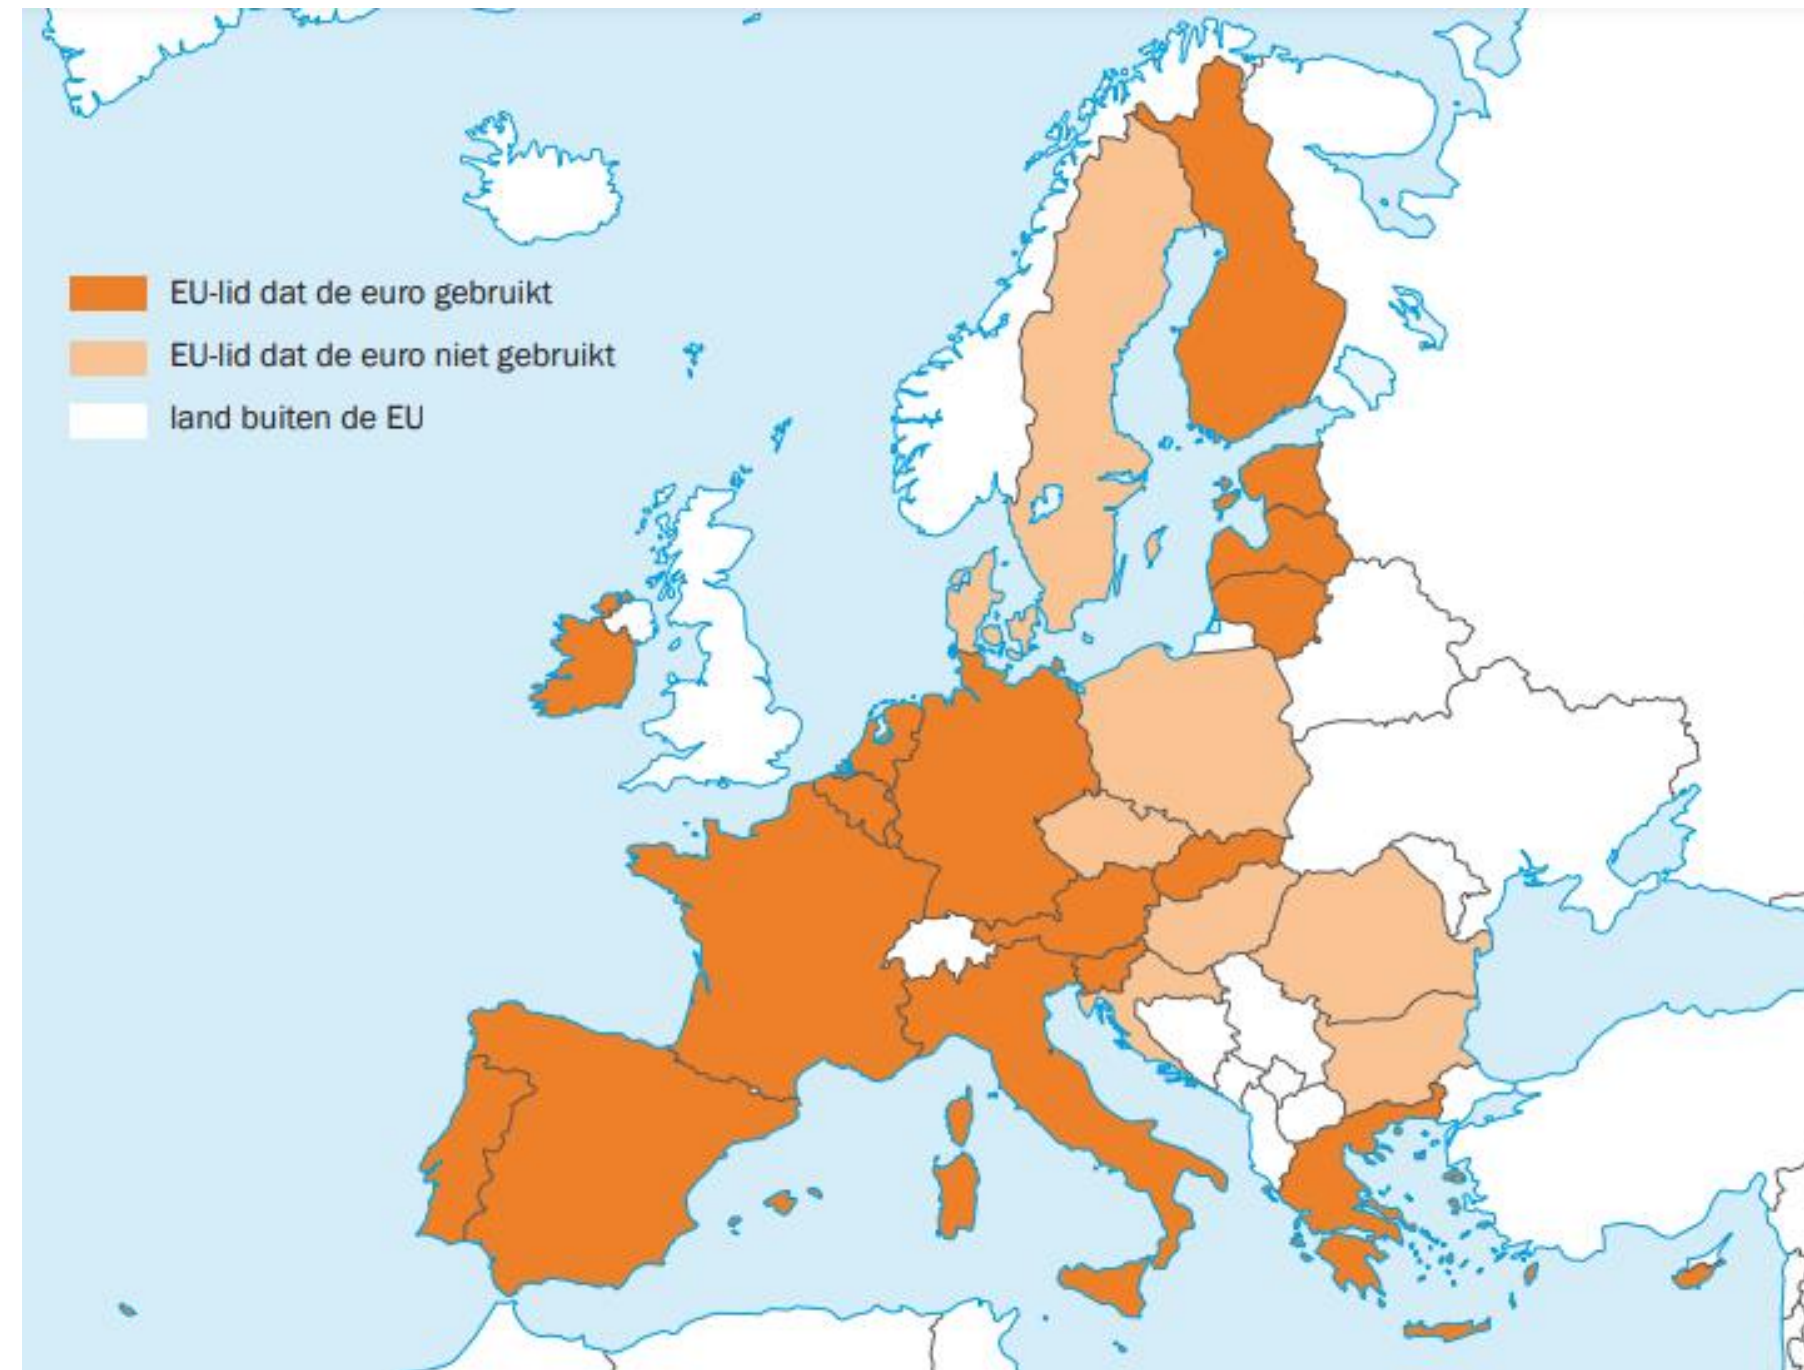 EU-lid dat de euro gebruikt
EU-lid dat de euro niet gebruikt
land buiten de EU